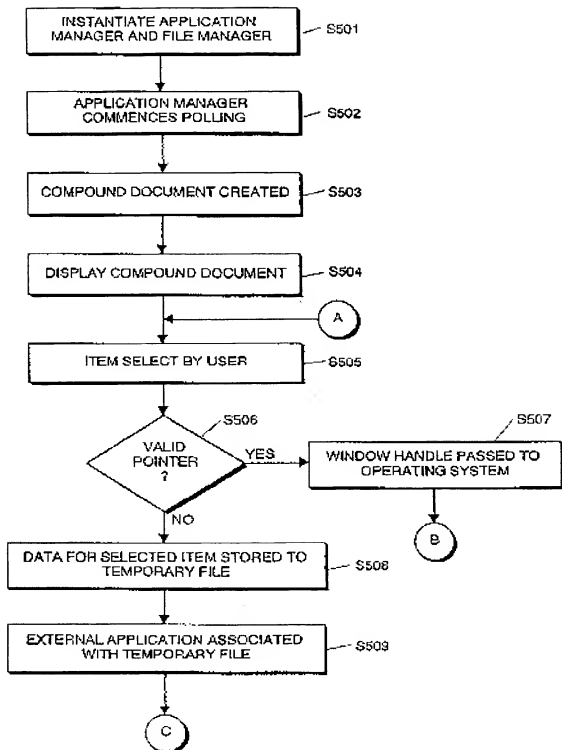 INSTANTIATE APPLICATION
MANAGER AND FILE MANAGER
S501
APPLICATION MANAGER
COMMENCES POLLING
S502
COMPOUND DOCUMENT CREATED
S503
DISPLAY COMPOUND DOCUMENT
S504
A
ITEM SELECT BY USER
S505
S506
VALID
POINTER
?
YES
S507
WINDOW HANDLE PASSED TO
OPERATING SYSTEM
B
NO
DATA FOR SELECTED ITEM STORED TO
TEMPORARY FILE
S508
EXTERNAL APPLICATION ASSOCIATED
WITH TEMPORARY FILE
S509
C